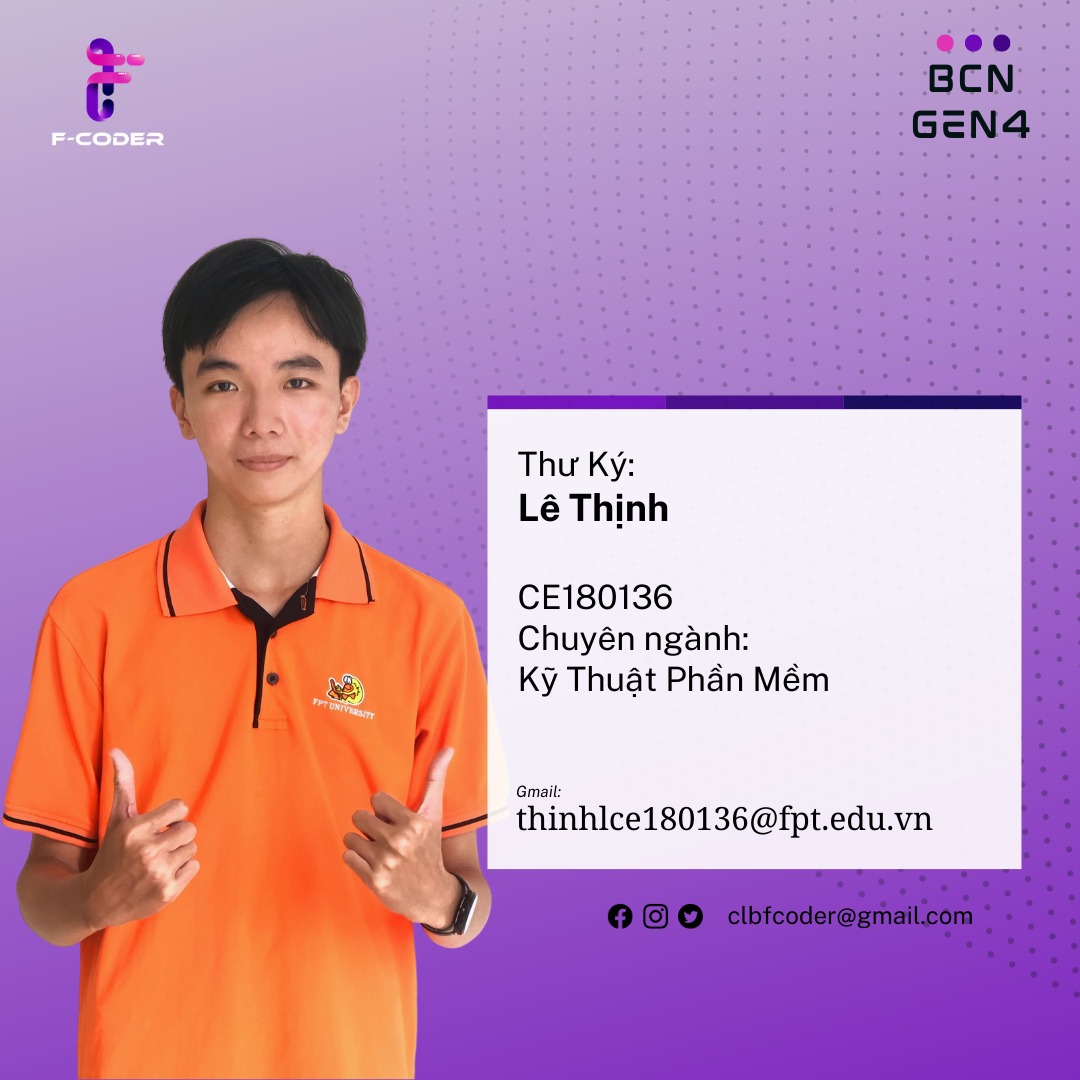 F-CODER
BCN
GEN4
Thư Ký:
Lê Thịnh
CE180136
Chuyên ngành:
Kỹ Thuật Phần Mềm
FPT UNIVERSITY
Gmail:
thinhlce180136@fpt.edu.vn
clbfcoder@gmail.com